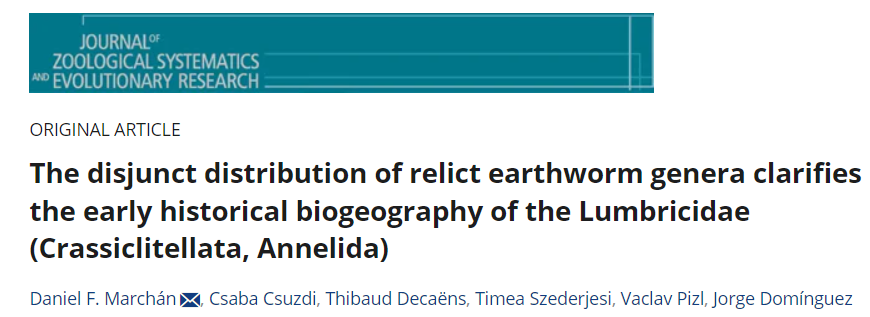 JOURNAL OF
ZOOLOGICAL SYSTEMATICS
AND EVOLUTIONARY RESEARCH
ORIGINAL ARTICLE
The disjunct distribution of relict earthworm genera clarifies
the early historical biogeography of the Lumbricidae
(Crassiclitellata, Annelida)
Daniel F. Marchán, Csaba Csuzdi, Thibaud Decaëns, Timea Szederjesi, Vaclav Pizl, Jorge Domínguez